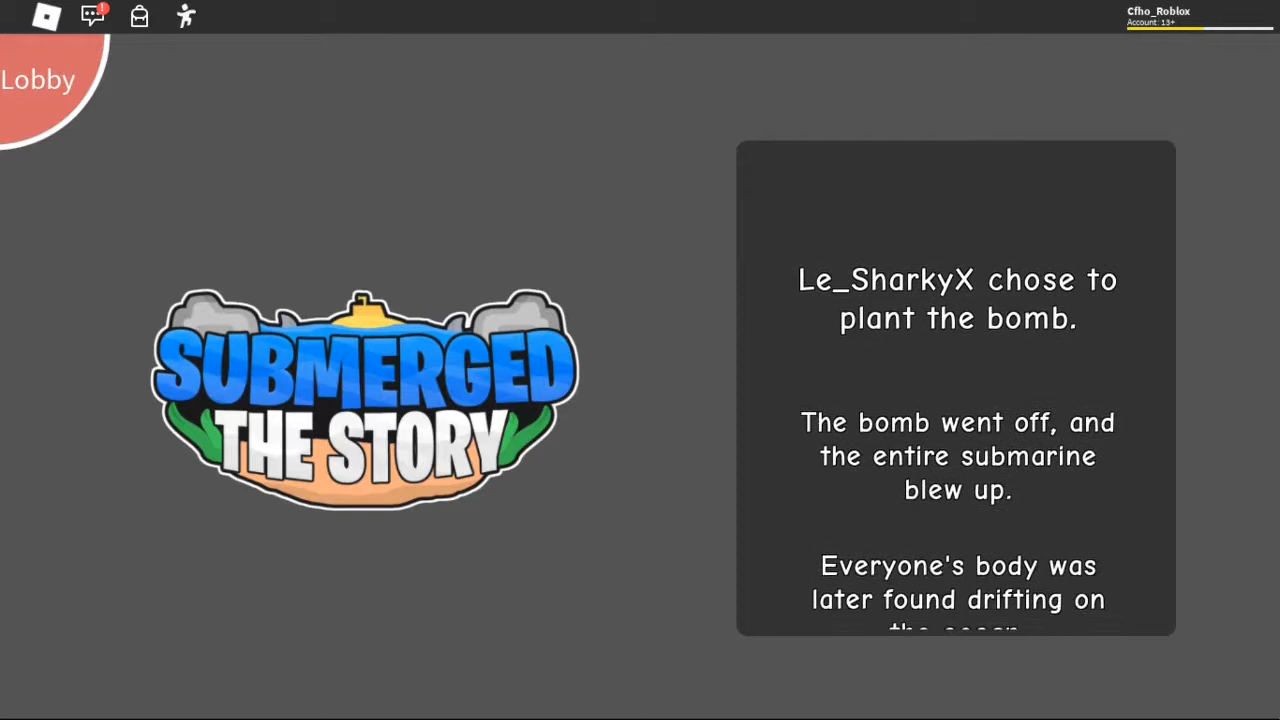 Cfho_Roblox
Account: 13+
Lobby
SUBMERGED
THE STORY
Le_SharkyX chose to
plant the bomb.
The bomb went off, and
the entire submarine
blew up.
Everyone's body was
later found drifting on